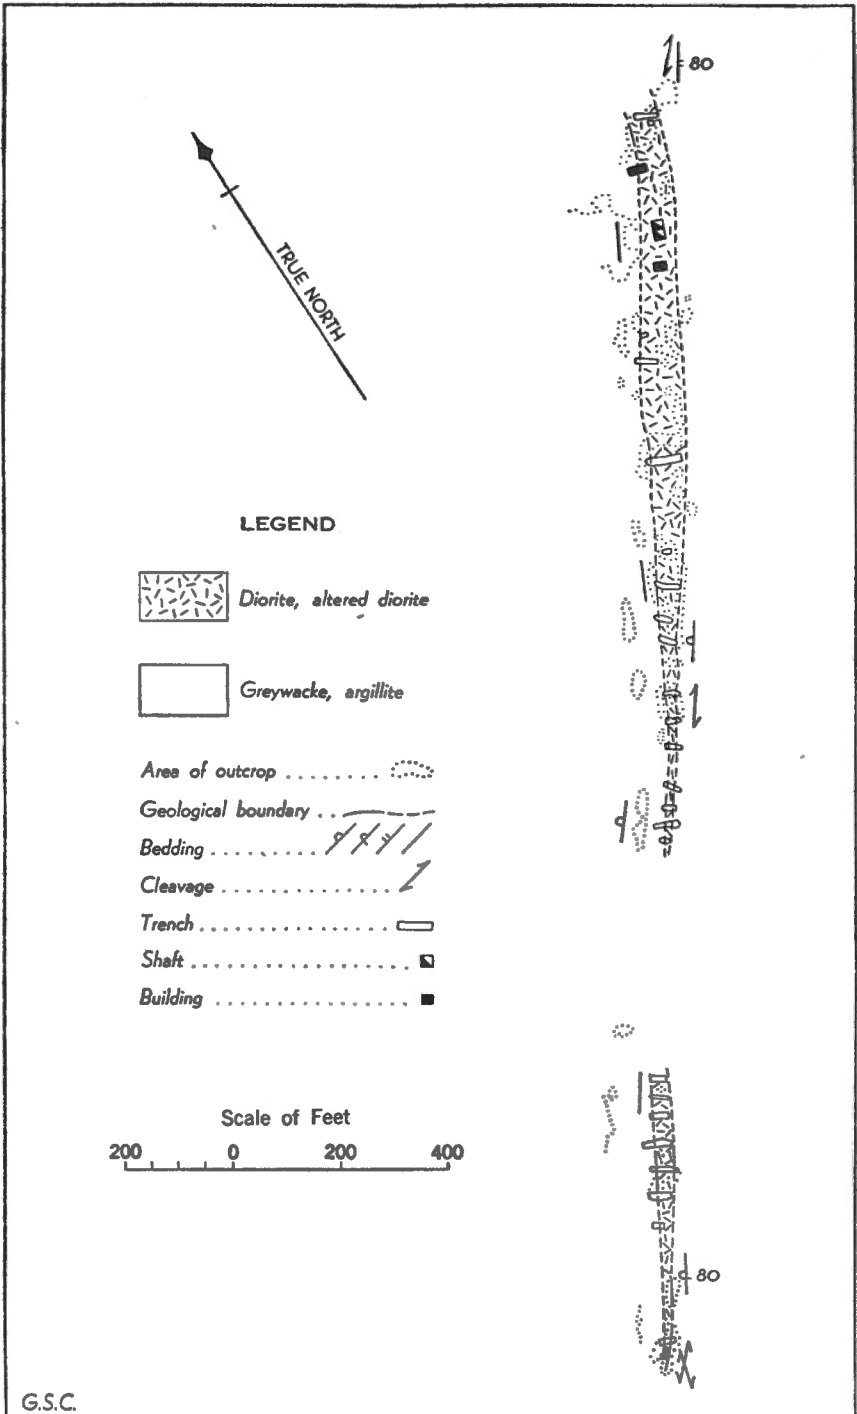 80
TRUE NORTH
LEGEND
Diorite, altered diorite
Greywacke, argillite
Area of outcrop
Geological boundary
Bedding
Cleavage
Trench
Shaft
Building
Scale of Feet
200 0 200 400
80
G.S.C.